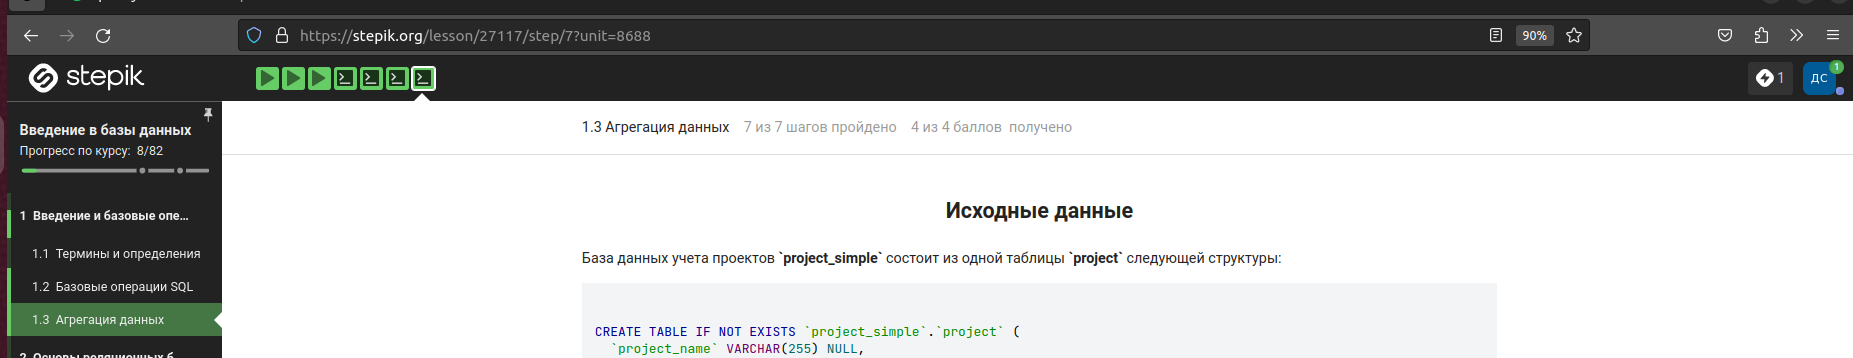 https://stepik.org/lesson/27117/step/7?unit=8688
90%
stepik
1
ДС
1
Введение в базы данных
Прогресс по курсу: 8/82
1 Введение и базовые опе...
1.1 Термины и определения
1.2 Базовые операции SQL
1.3 Агрегация данных
1.3 Агрегация данных 7 из 7 шагов пройдено 4 из 4 баллов получено
Исходные данные
База данных учета проектов `project_simple` состоит из одной таблицы `project` следующей структуры:
CREATE TABLE IF NOT EXISTS `project_simple`.`project` (
`project_name` VARCHAR(255) NULL,